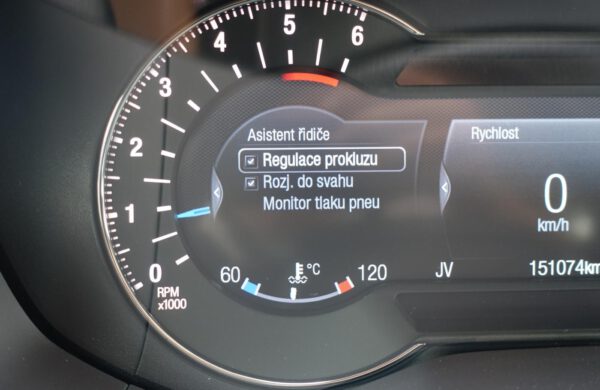 6
5
4
3
2
1
0
RPM
x1000
Asistent řidiče
Regulace prokluzu
Rozj. do svahu
Monitor tlaku pneu
60 °C 120
Rychlost
0
km/h
JV 151074km